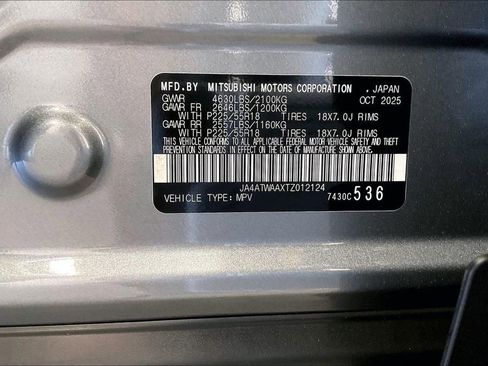 MFD.BY MITSUBISHI MOTORS CORPORATION , JAPAN
GVWR 4630LBS/2100KG OCT 2025
GAWR FR 2646LBS/1200KG
WITH P225/55R18 TIRES 18X7.0J RIMS
GAWR RR 2557LBS/1160KG
WITH P225/55R18 TIRES 18X7.0J RIMS
THIS VEHICLE CONFORMS TO ALL APPLICABLE FEDERAL MOTOR VEHICLE SAFETY AND THEFT
PREVENTION STANDARDS IN EFFECT ON THE DATE OF MANUFACTURE SHOWN ABOVE.
JA4ATWAAXTZ012124
VEHICLE TYPE: MPV 7430C 536